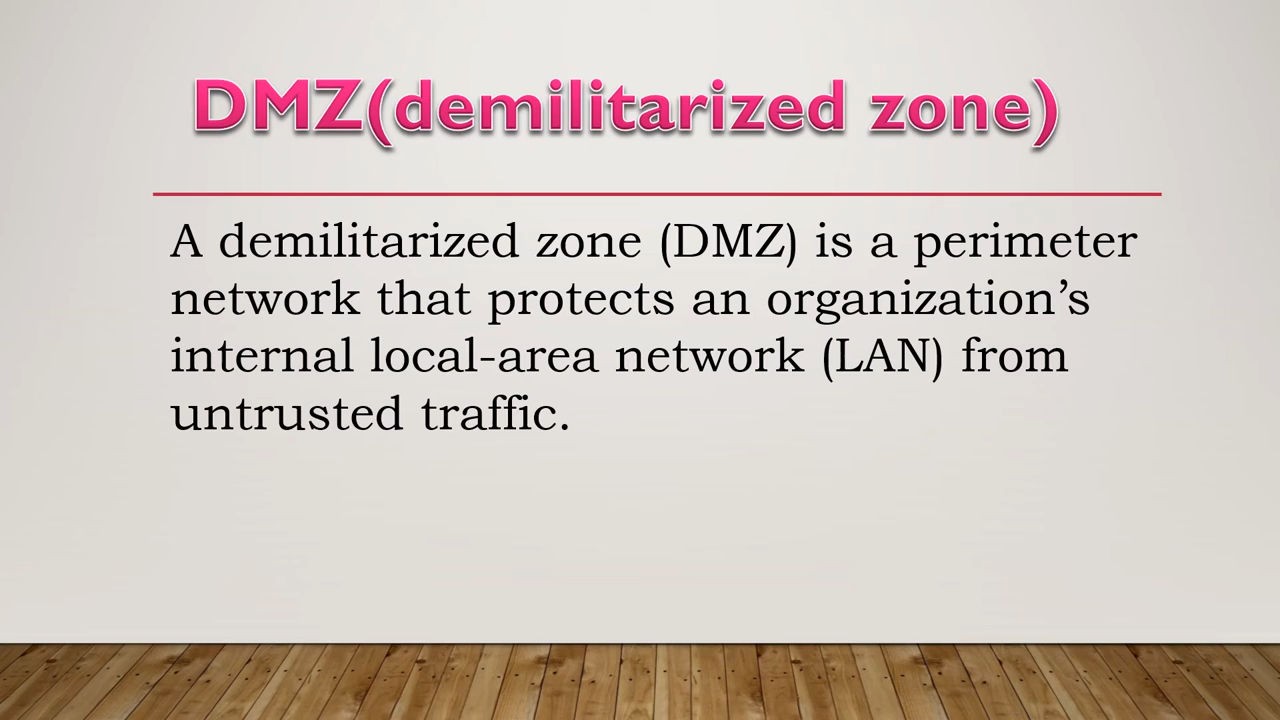 DMZ(demilitarized zone)
A demilitarized zone (DMZ) is a perimeter
network that protects an organization’s
internal local-area network (LAN) from
untrusted traffic.